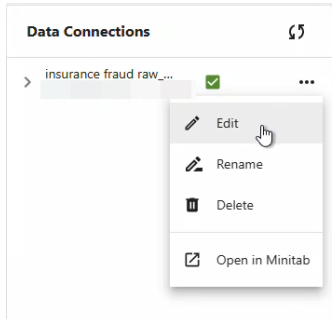 Data Connections
insurance fraud raw_...
Edit
Rename
Delete
Open in Minitab